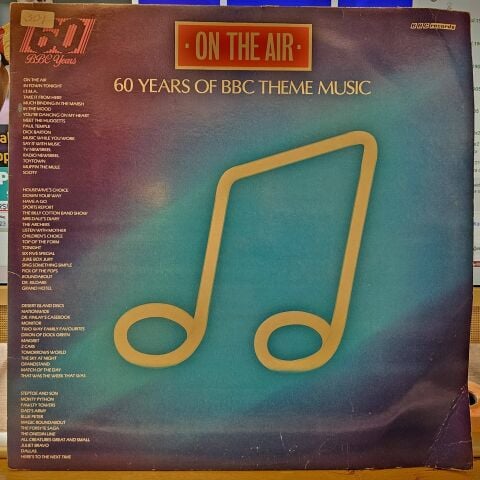 501
60
BBC Years
· ON THE AIR ·
BBC records
60 YEARS OF BBC THEME MUSIC
ON THE AIR
IN TOWN TONIGHT
I.T.M.A.
TAKE IT FROM HERE
MUCH BINDING IN THE MARSH
IN THE MOOD
YOU'RE DANCING ON MY HEART
MEET THE HUGGETTS
PAUL TEMPLE
DICK BARTON
MUSIC WHILE YOU WORK
SAY IT WITH MUSIC
TV NEWSREEL
RADIO NEWSREEL
TOYTOWN
MUFFIN THE MULE
SOOTY
HOUSEWIVE'S CHOICE
DOWN YOUR WAY
HAVE A GO
SPORTS REPORT
THE BILLY COTTON BAND SHOW
MRS DALE'S DIARY
THE ARCHERS
LISTEN WITH MOTHER
CHILDREN'S CHOICE
TOP OF THE FORM
TONIGHT
SIX FIVE SPECIAL
JUKE BOX JURY
SING SOMETHING SIMPLE
PICK OF THE POPS
ROUNDABOUT
DR. KILDARE
GRAND HOTEL
DESERT ISLAND DISCS
NATIONWIDE
DR. FINLAY'S CASEBOOK
MONITOR
TWO WAY FAMILY FAVOURITES
DIXON OF DOCK GREEN
MAIGRET
Z CARS
TOMORROWS WORLD
THE SKY AT NIGHT
GRANDSTAND
MATCH OF THE DAY
THAT WAS THE WEEK THAT WAS
STEPTOE AND SON
MONTY PYTHON
FAWLTY TOWERS
DAD'S ARMY
BLUE PETER
MAGIC ROUNDABOUT
THE FORSYTE SAGA
THE ONEDIN LINE
ALL CREATURES GREAT AND SMALL
JULIET BRAVO
DALLAS
HERE'S TO THE NEXT TIME